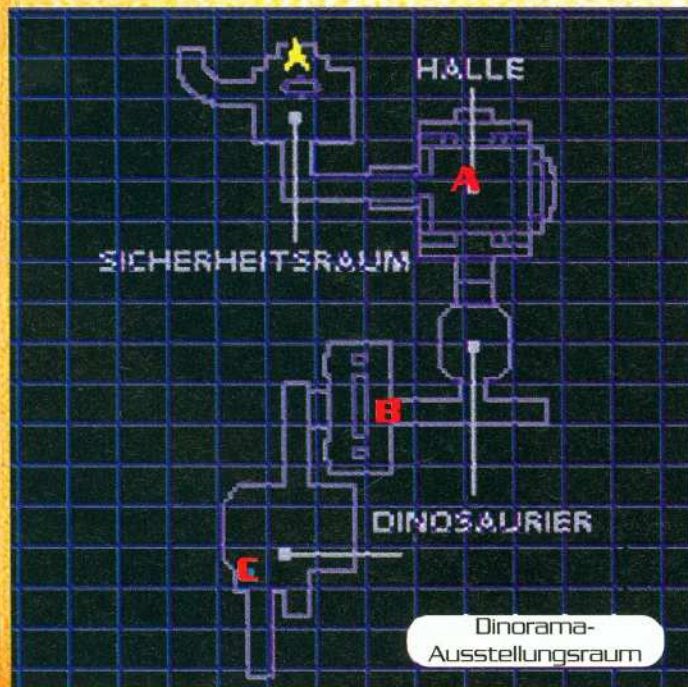 HALLE
A
SICHERHEITSRAUM
B
DINOSAURIER
C
Dinorama-
Ausstellungsraum